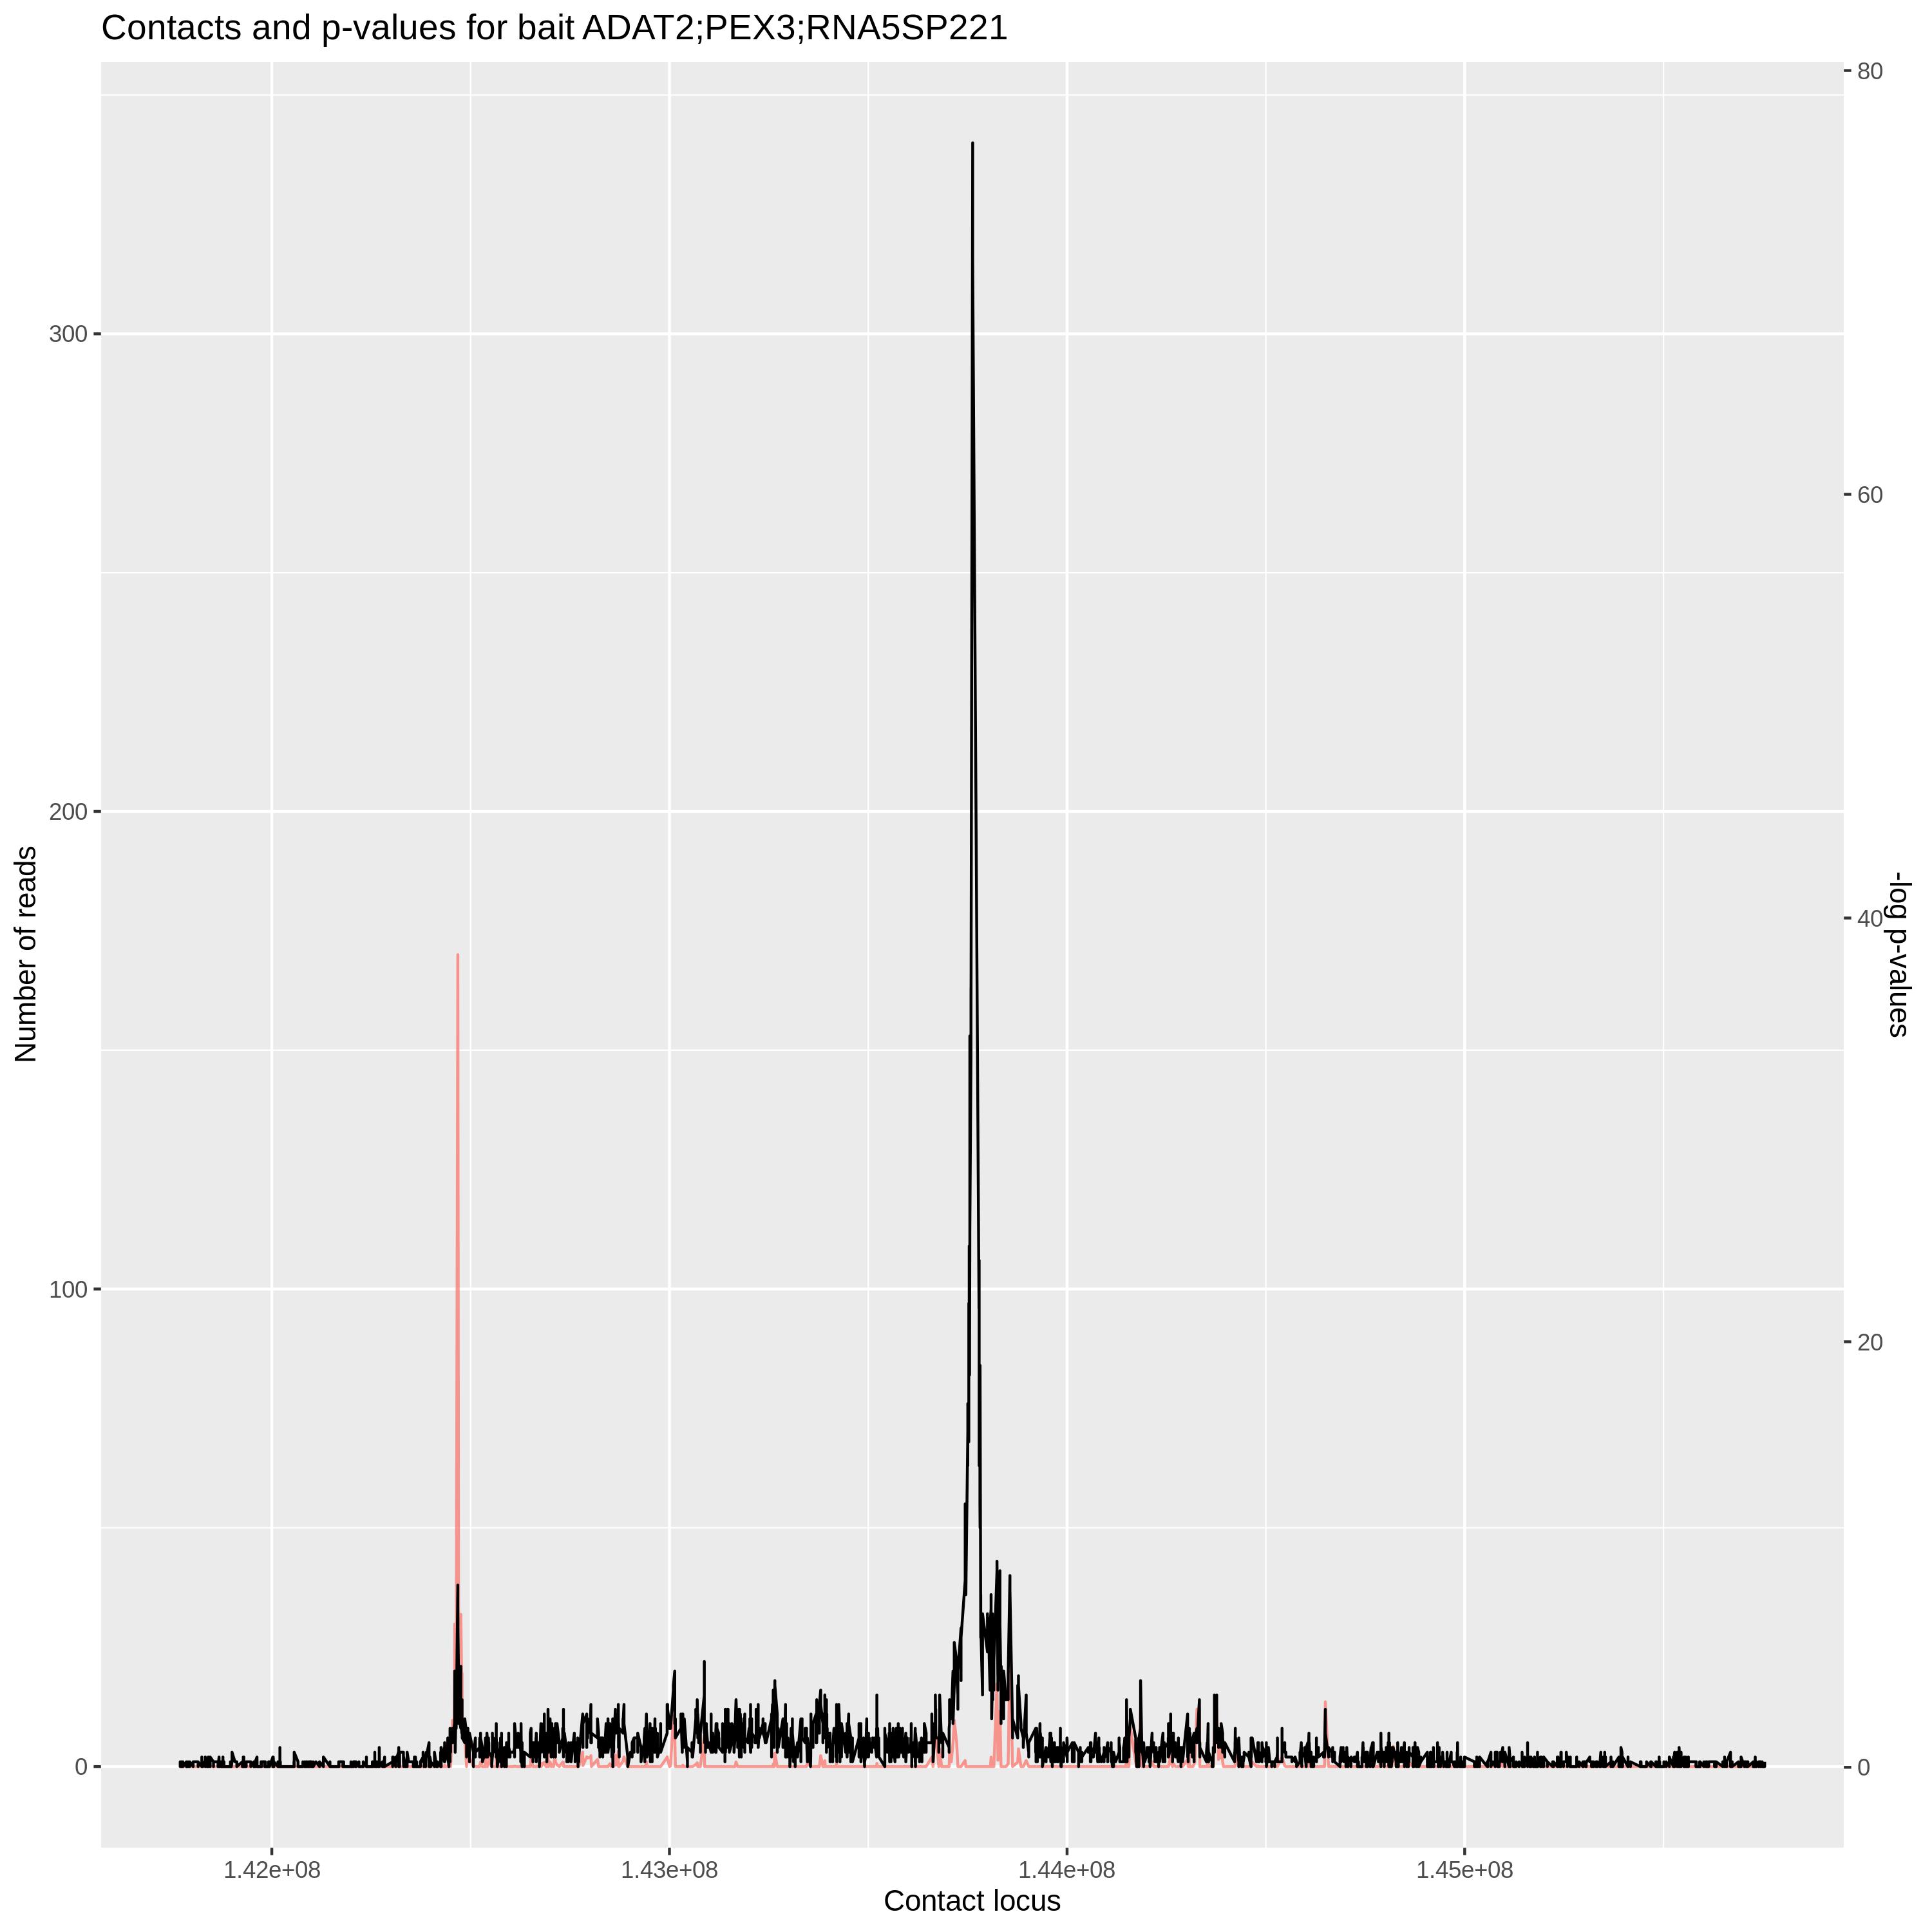 Contacts and p-values for bait ADAT2;PEX3;RNA5SP221
Number of reads
300
200
100
0
80
60
40
20
0
-log p-values
1.42e+08
1.43e+08
1.44e+08
1.45e+08
Contact locus